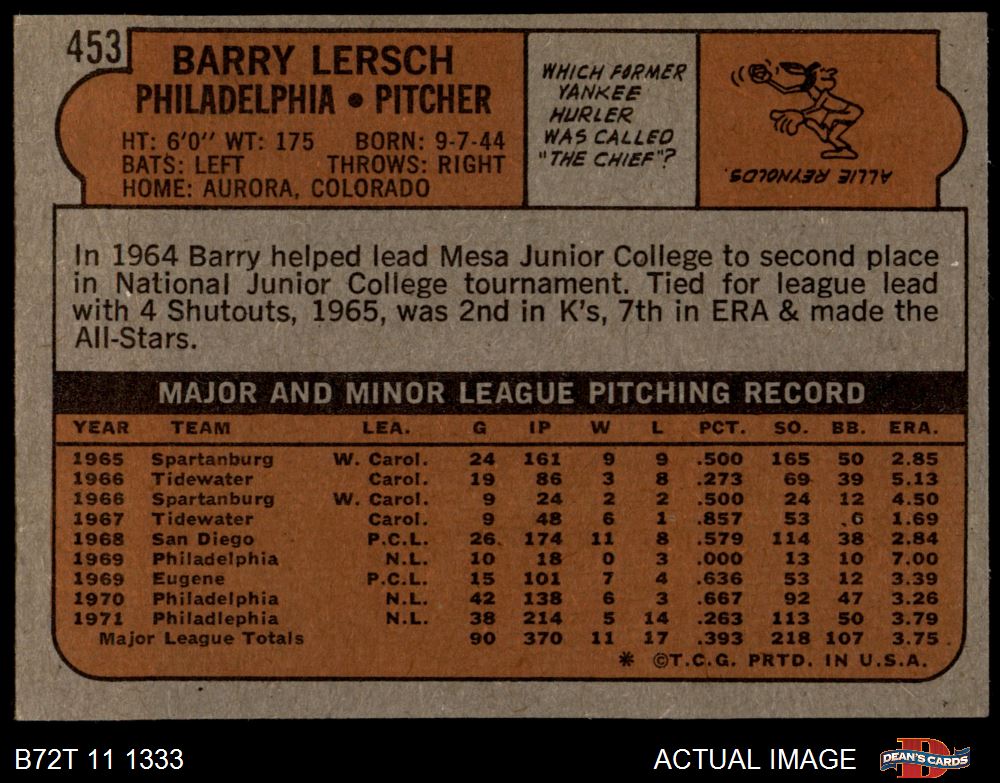 453
BARRY LERSCH
PHILADELPHIA • PITCHER
HT: 6'0" WT: 175 BORN: 9-7-44
BATS: LEFT THROWS: RIGHT
HOME: AURORA, COLORADO
WHICH FORMER
YANKEE
HURLER
WAS CALLED
"THE CHIEF"?
ALLIE REYNOLDS.
In 1964 Barry helped lead Mesa Junior College to second place
in National Junior College tournament. Tied for league lead
with 4 Shutouts, 1965, was 2nd in K's, 7th in ERA & made the
All-Stars.
MAJOR AND MINOR LEAGUE PITCHING RECORD
YEAR TEAM LEA. G IP W L PCT. SO. BB. ERA.
1965 Spartanburg W. Carol. 24 161 9 9 .500 165 50 2.85
1966 Tidewater Carol. 19 86 3 8 .273 69 39 5.13
1966 Spartanburg W. Carol. 9 24 2 2 .500 24 12 4.50
1967 Tidewater Carol. 9 48 6 1 .857 53 6 1.69
1968 San Diego P.C.L. 26 174 11 8 .579 114 38 2.84
1969 Philadelphia N.L. 10 18 0 3 .000 13 10 7.00
1969 Eugene P.C.L. 15 101 7 4 .636 53 12 3.39
1970 Philadelphia N.L. 42 138 6 3 .667 92 47 3.26
1971 Philadlephia N.L. 38 214 5 14 .263 113 50 3.79
Major League Totals 90 370 11 17 .393 218 107 3.75
* ©T.C.G. PRTD. IN U.S.A.
B72T 11 1333
ACTUAL IMAGE
D
DEAN'S CARDS